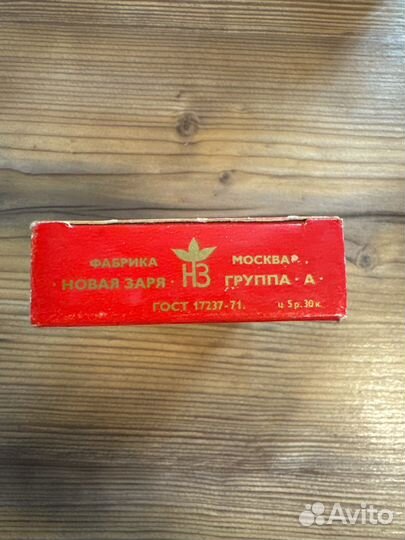 ФАБРИКА НЗ МОСКВА
НОВАЯ ЗАРЯ · ГРУППА · А ·
ГОСТ 17237-71. ц. 5 р. 30 к.
Avito